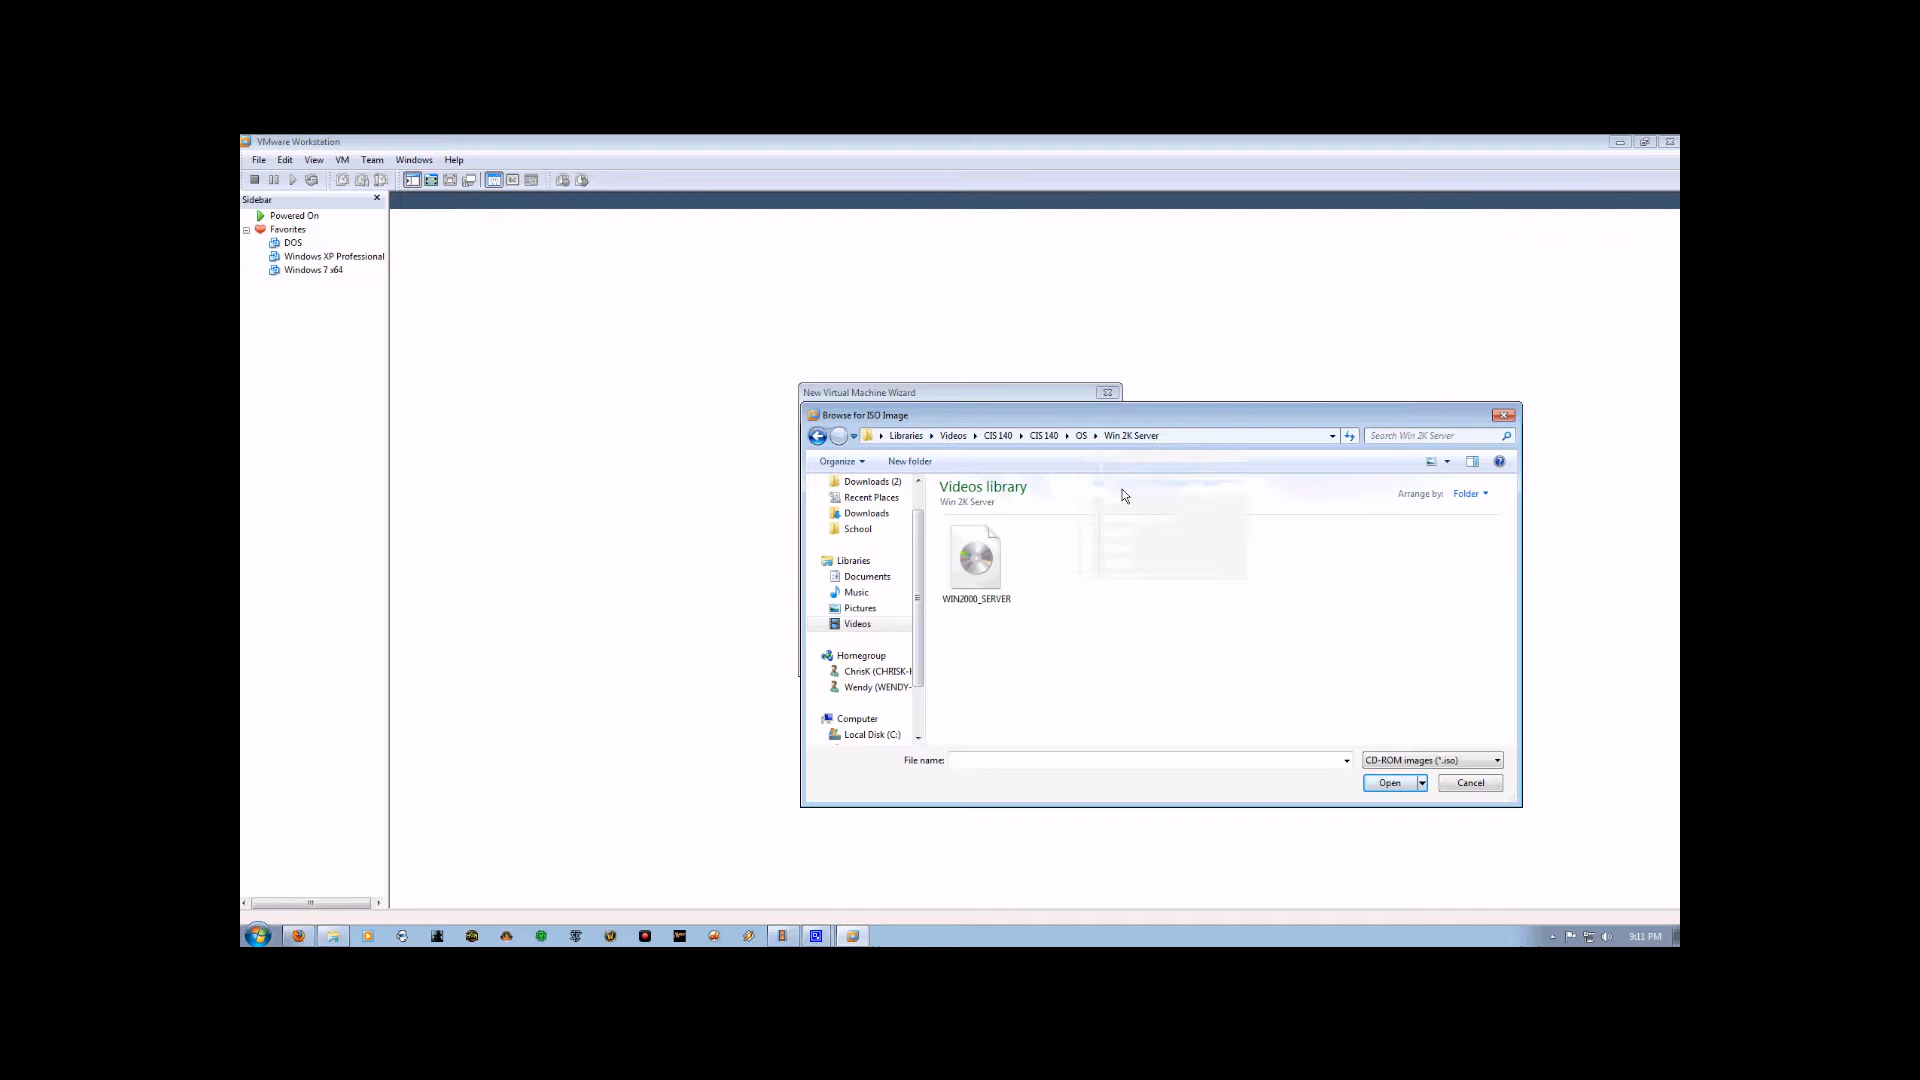 VMware Workstation
File Edit View VM Team Windows Help
Sidebar
Powered On
Favorites
DOS
Windows XP Professional
Windows 7 x64
New Virtual Machine Wizard
Browse for ISO Image
Libraries Videos CIS 140 CIS 140 OS Win 2K Server
Search Win 2K Server
Organize New folder
Downloads (2)
Recent Places
Downloads
School
Libraries
Documents
Music
Pictures
Videos
Homegroup
ChrisK (CHRISK-
Wendy (WENDY-
Computer
Local Disk (C:)
Videos library
Win 2K Server
Arrange by: Folder
WIN2000_SERVER
File name:
CD-ROM images (*.iso)
Open Cancel
9:11 PM